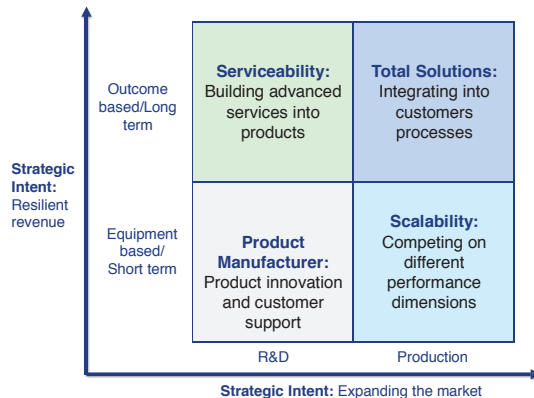 Outcome
based/Long
term
Serviceability:
Building advanced
services into
products
Total Solutions:
Integrating into
customers
processes
Strategic
Intent:
Resilient
revenue
Equipment
based/
Short term
Product
Manufacturer:
Product innovation
and customer
support
Scalability:
Competing on
different
performance
dimensions
R&D
Production
Strategic Intent: Expanding the market